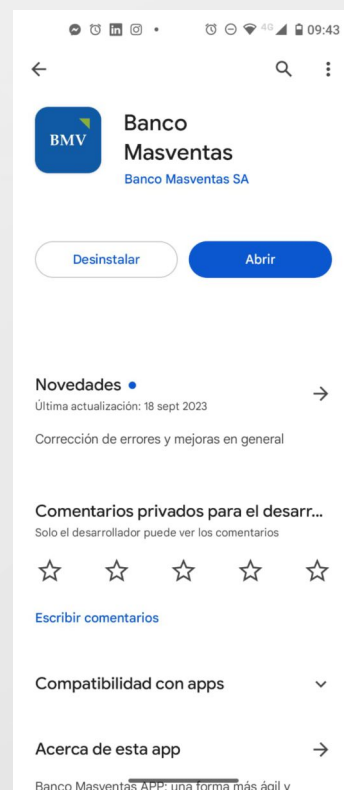 4G 09:43
BMV
Banco
Masventas
Banco Masventas SA
Desinstalar
Abrir
Novedades
Última actualización: 18 sept 2023
Corrección de errores y mejoras en general
Comentarios privados para el desarr...
Solo el desarrollador puede ver los comentarios
Escribir comentarios
Compatibilidad con apps
Acerca de esta app
Banco Masventas APP: una forma más ágil y